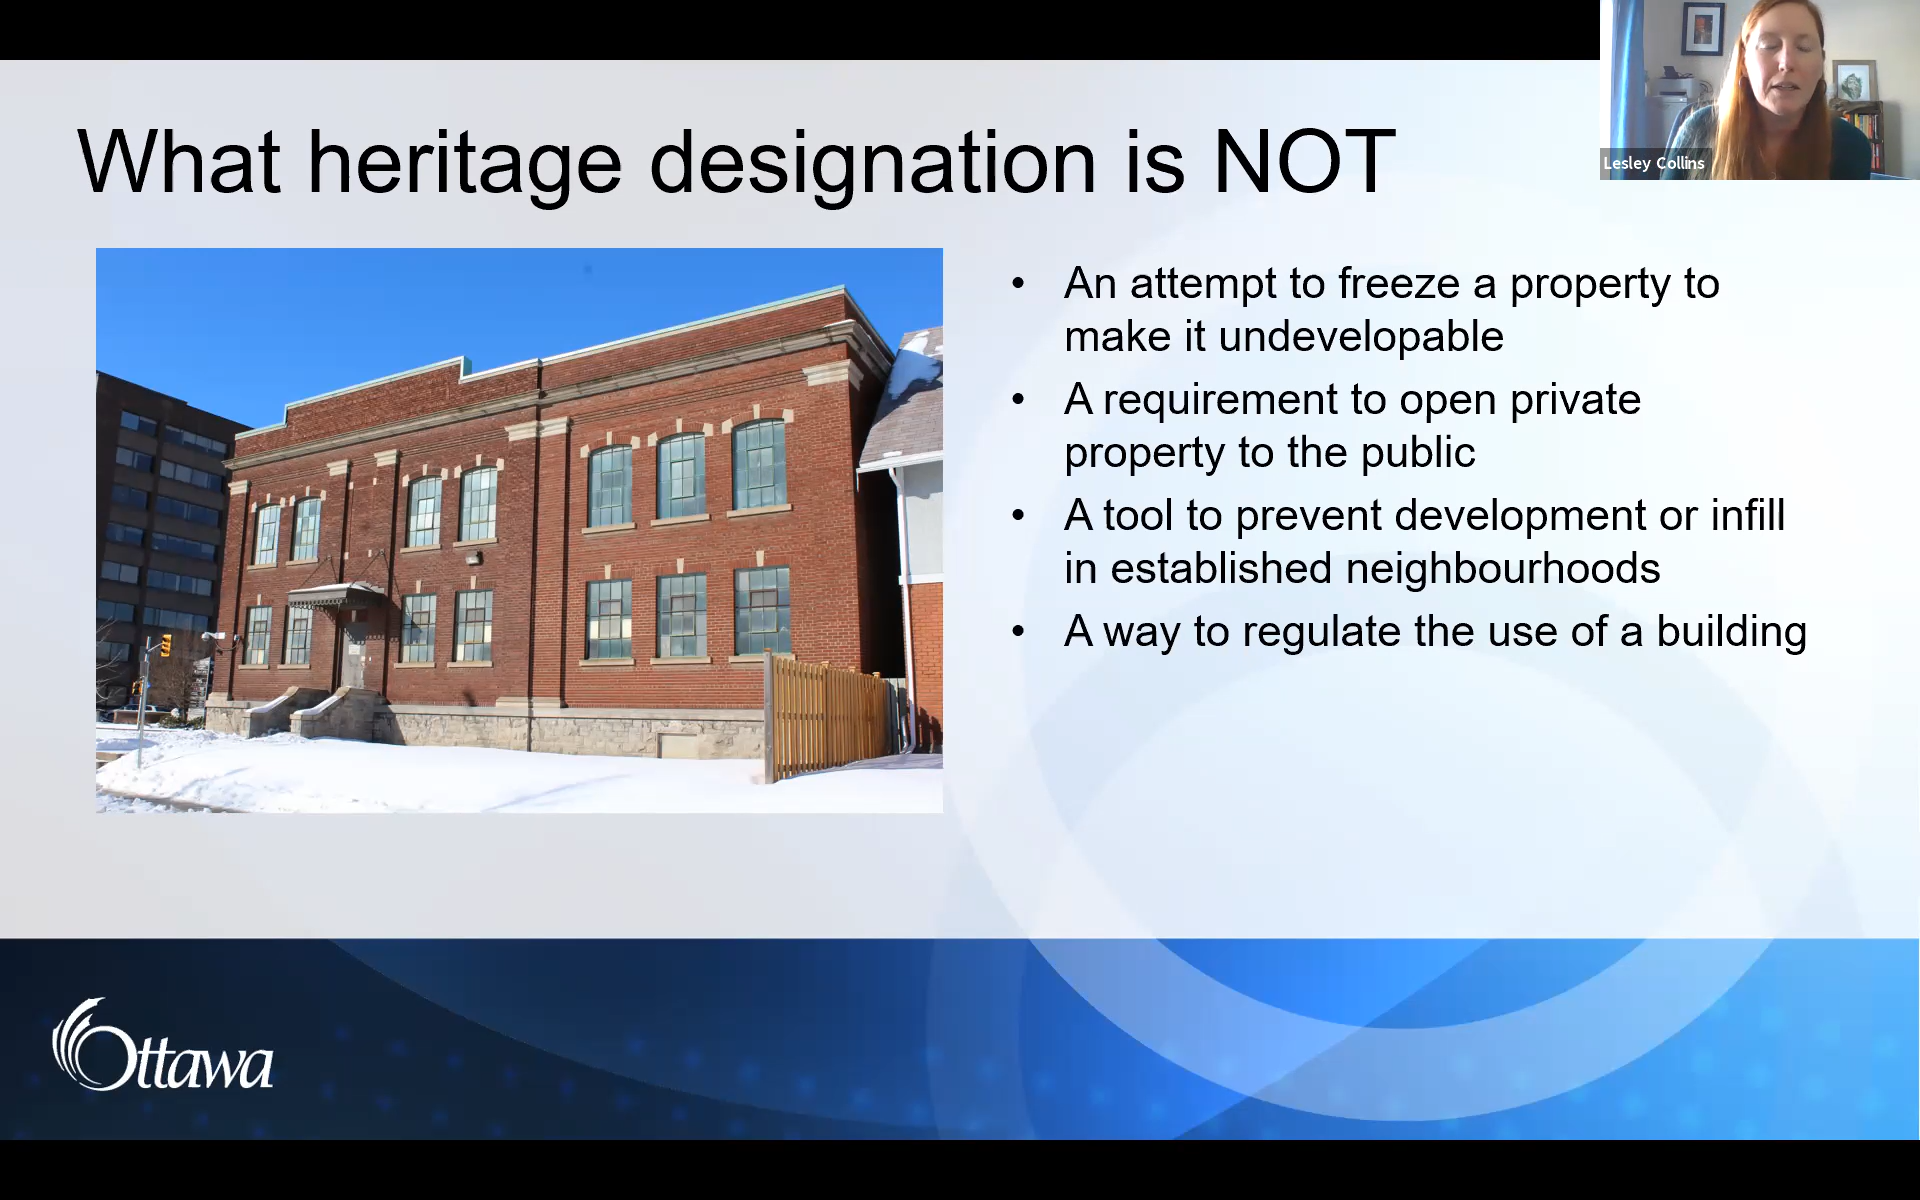 What heritage designation is NOT
Lesley Collins
• An attempt to freeze a property to
make it undevelopable
• A requirement to open private
property to the public
• A tool to prevent development or infill
in established neighbourhoods
• A way to regulate the use of a building
Ottawa